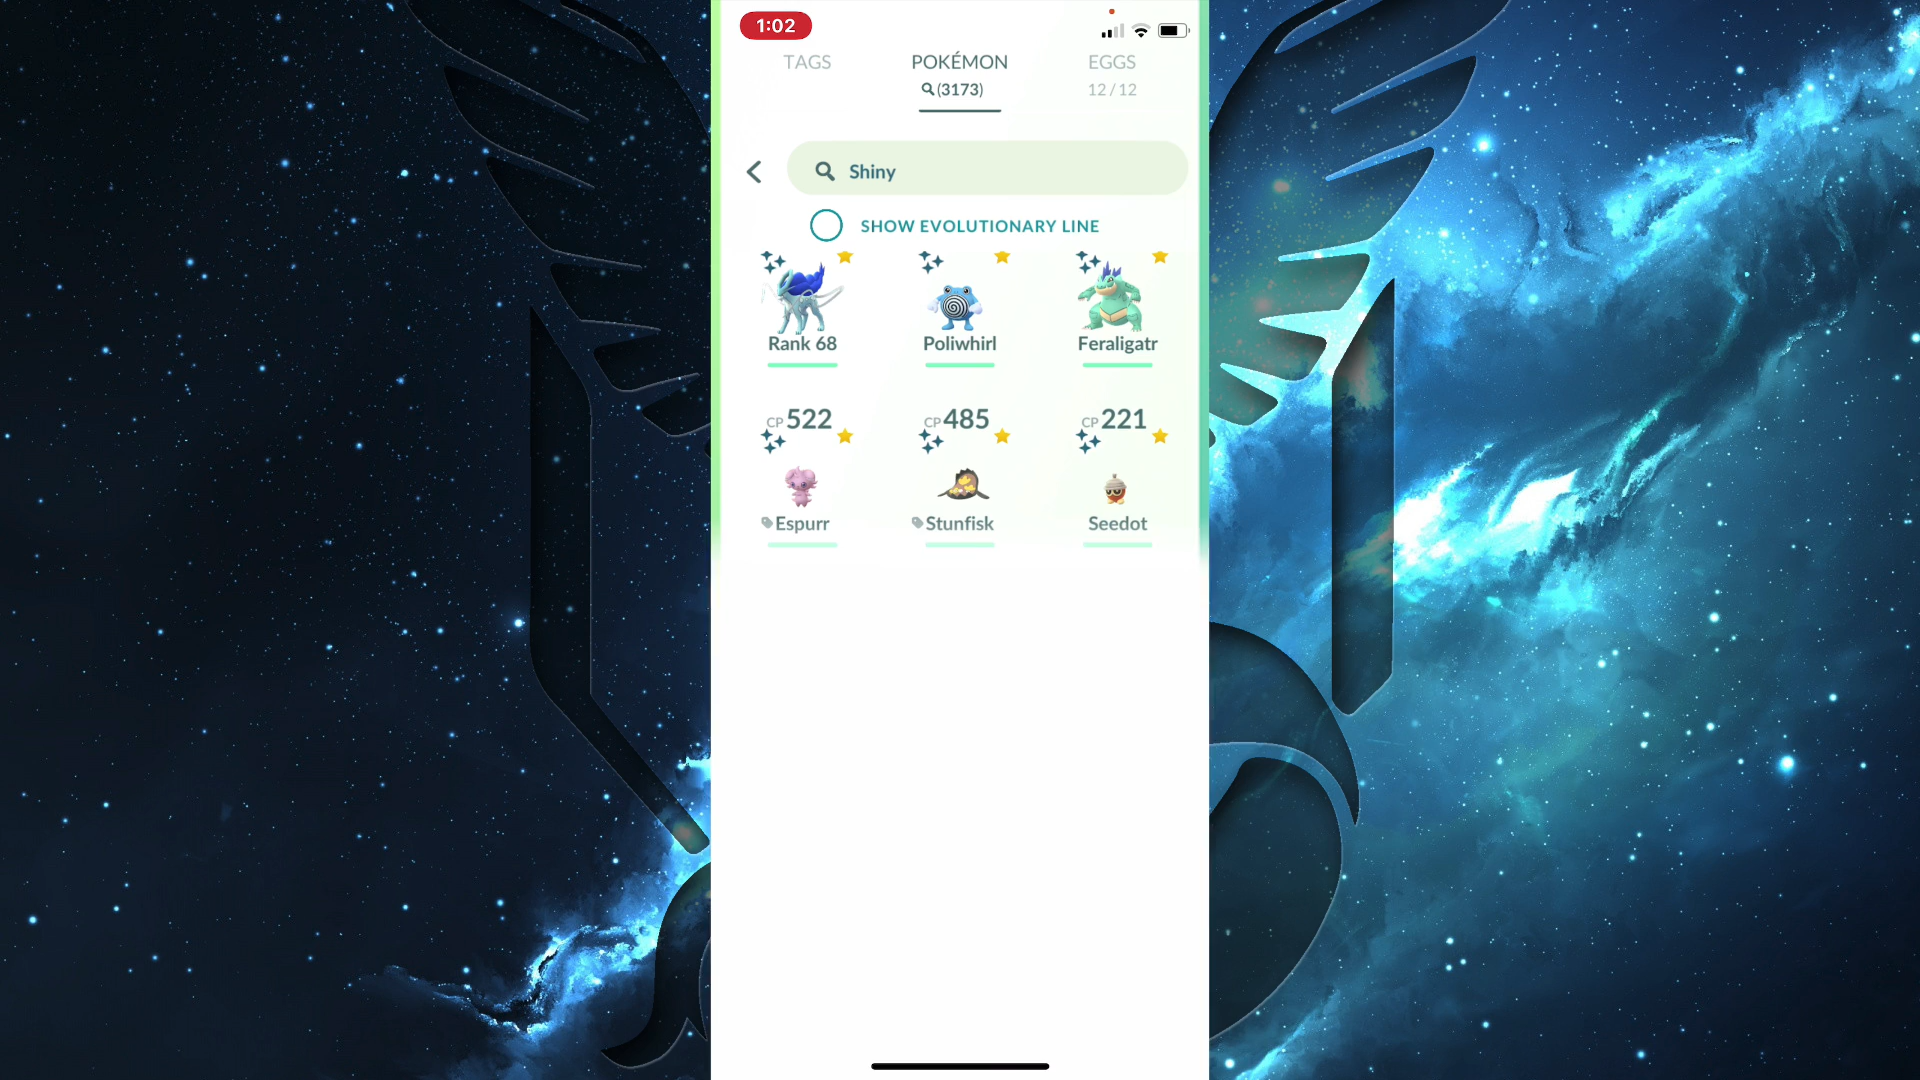 1:02
TAGS
POKÉMON
EGGS
(3173)
12 / 12
Shiny
SHOW EVOLUTIONARY LINE
Rank 68
Poliwhirl
Feraligatr
CP 522
CP 485
CP 221
Espurr
Stunfisk
Seedot